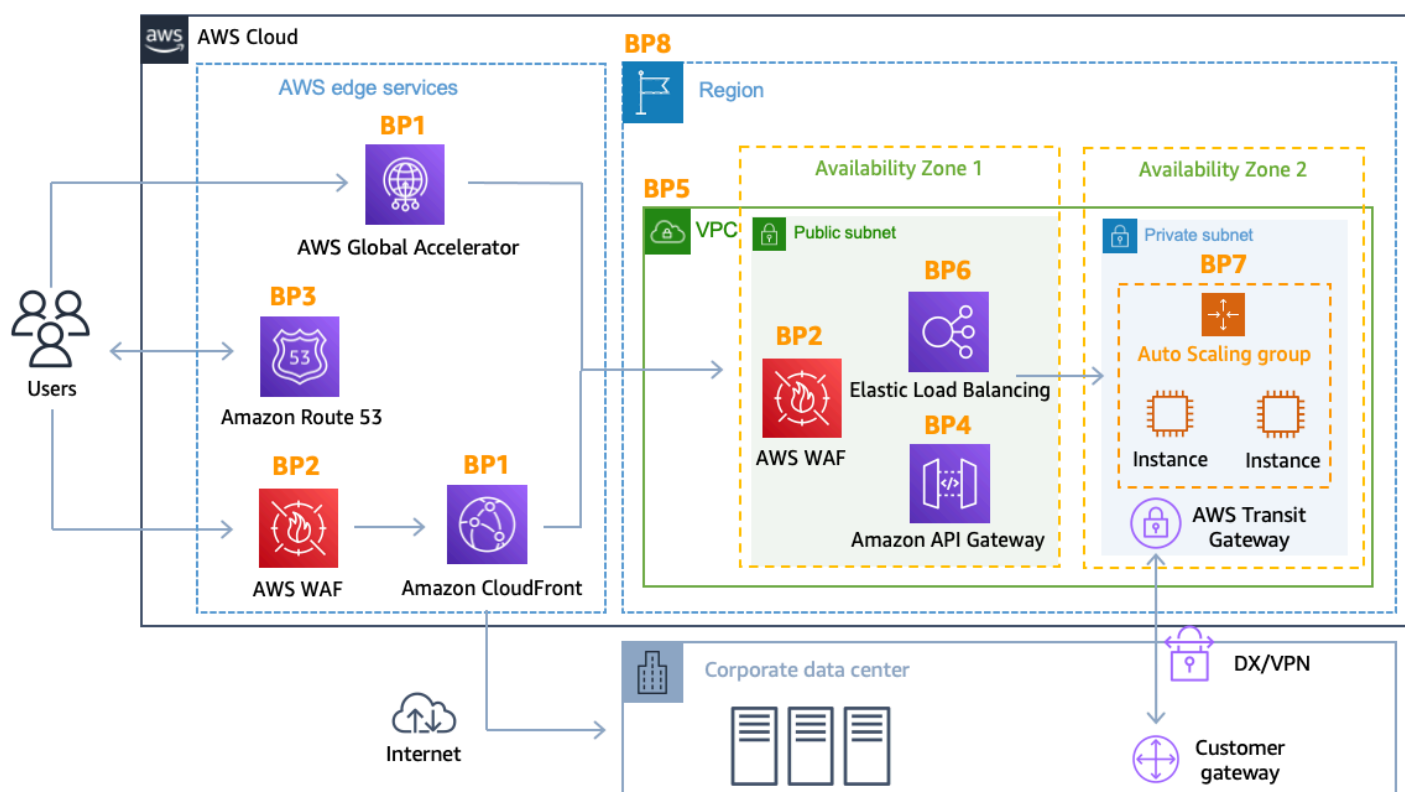 aws
AWS Cloud
BP8
AWS edge services
Region
BP1
Availability Zone 1
Availability Zone 2
BP5
VPC
Public subnet
Private subnet
AWS Global Accelerator
BP7
BP6
BP3
BP2
53
Auto Scaling group
Elastic Load Balancing
Users
Amazon Route 53
BP4
AWS WAF
Instance
Instance
BP2
BP1
</>
AWS Transit
Gateway
Amazon API Gateway
AWS WAF
Amazon CloudFront
Corporate data center
DX/VPN
Internet
Customer
gateway